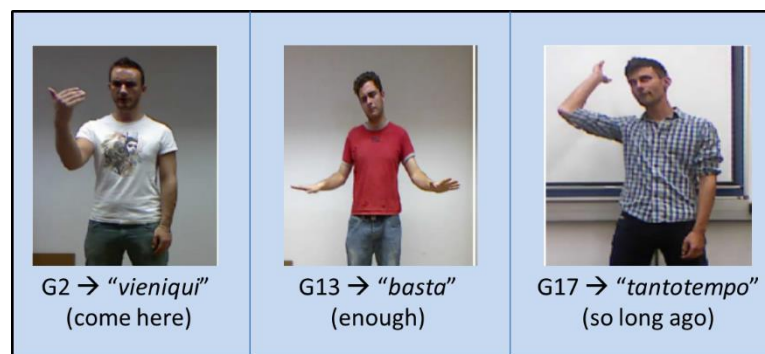 G2 → “vieniqui”
(come here)
G13 → “basta”
(enough)
G17 → “tantotempo”
(so long ago)